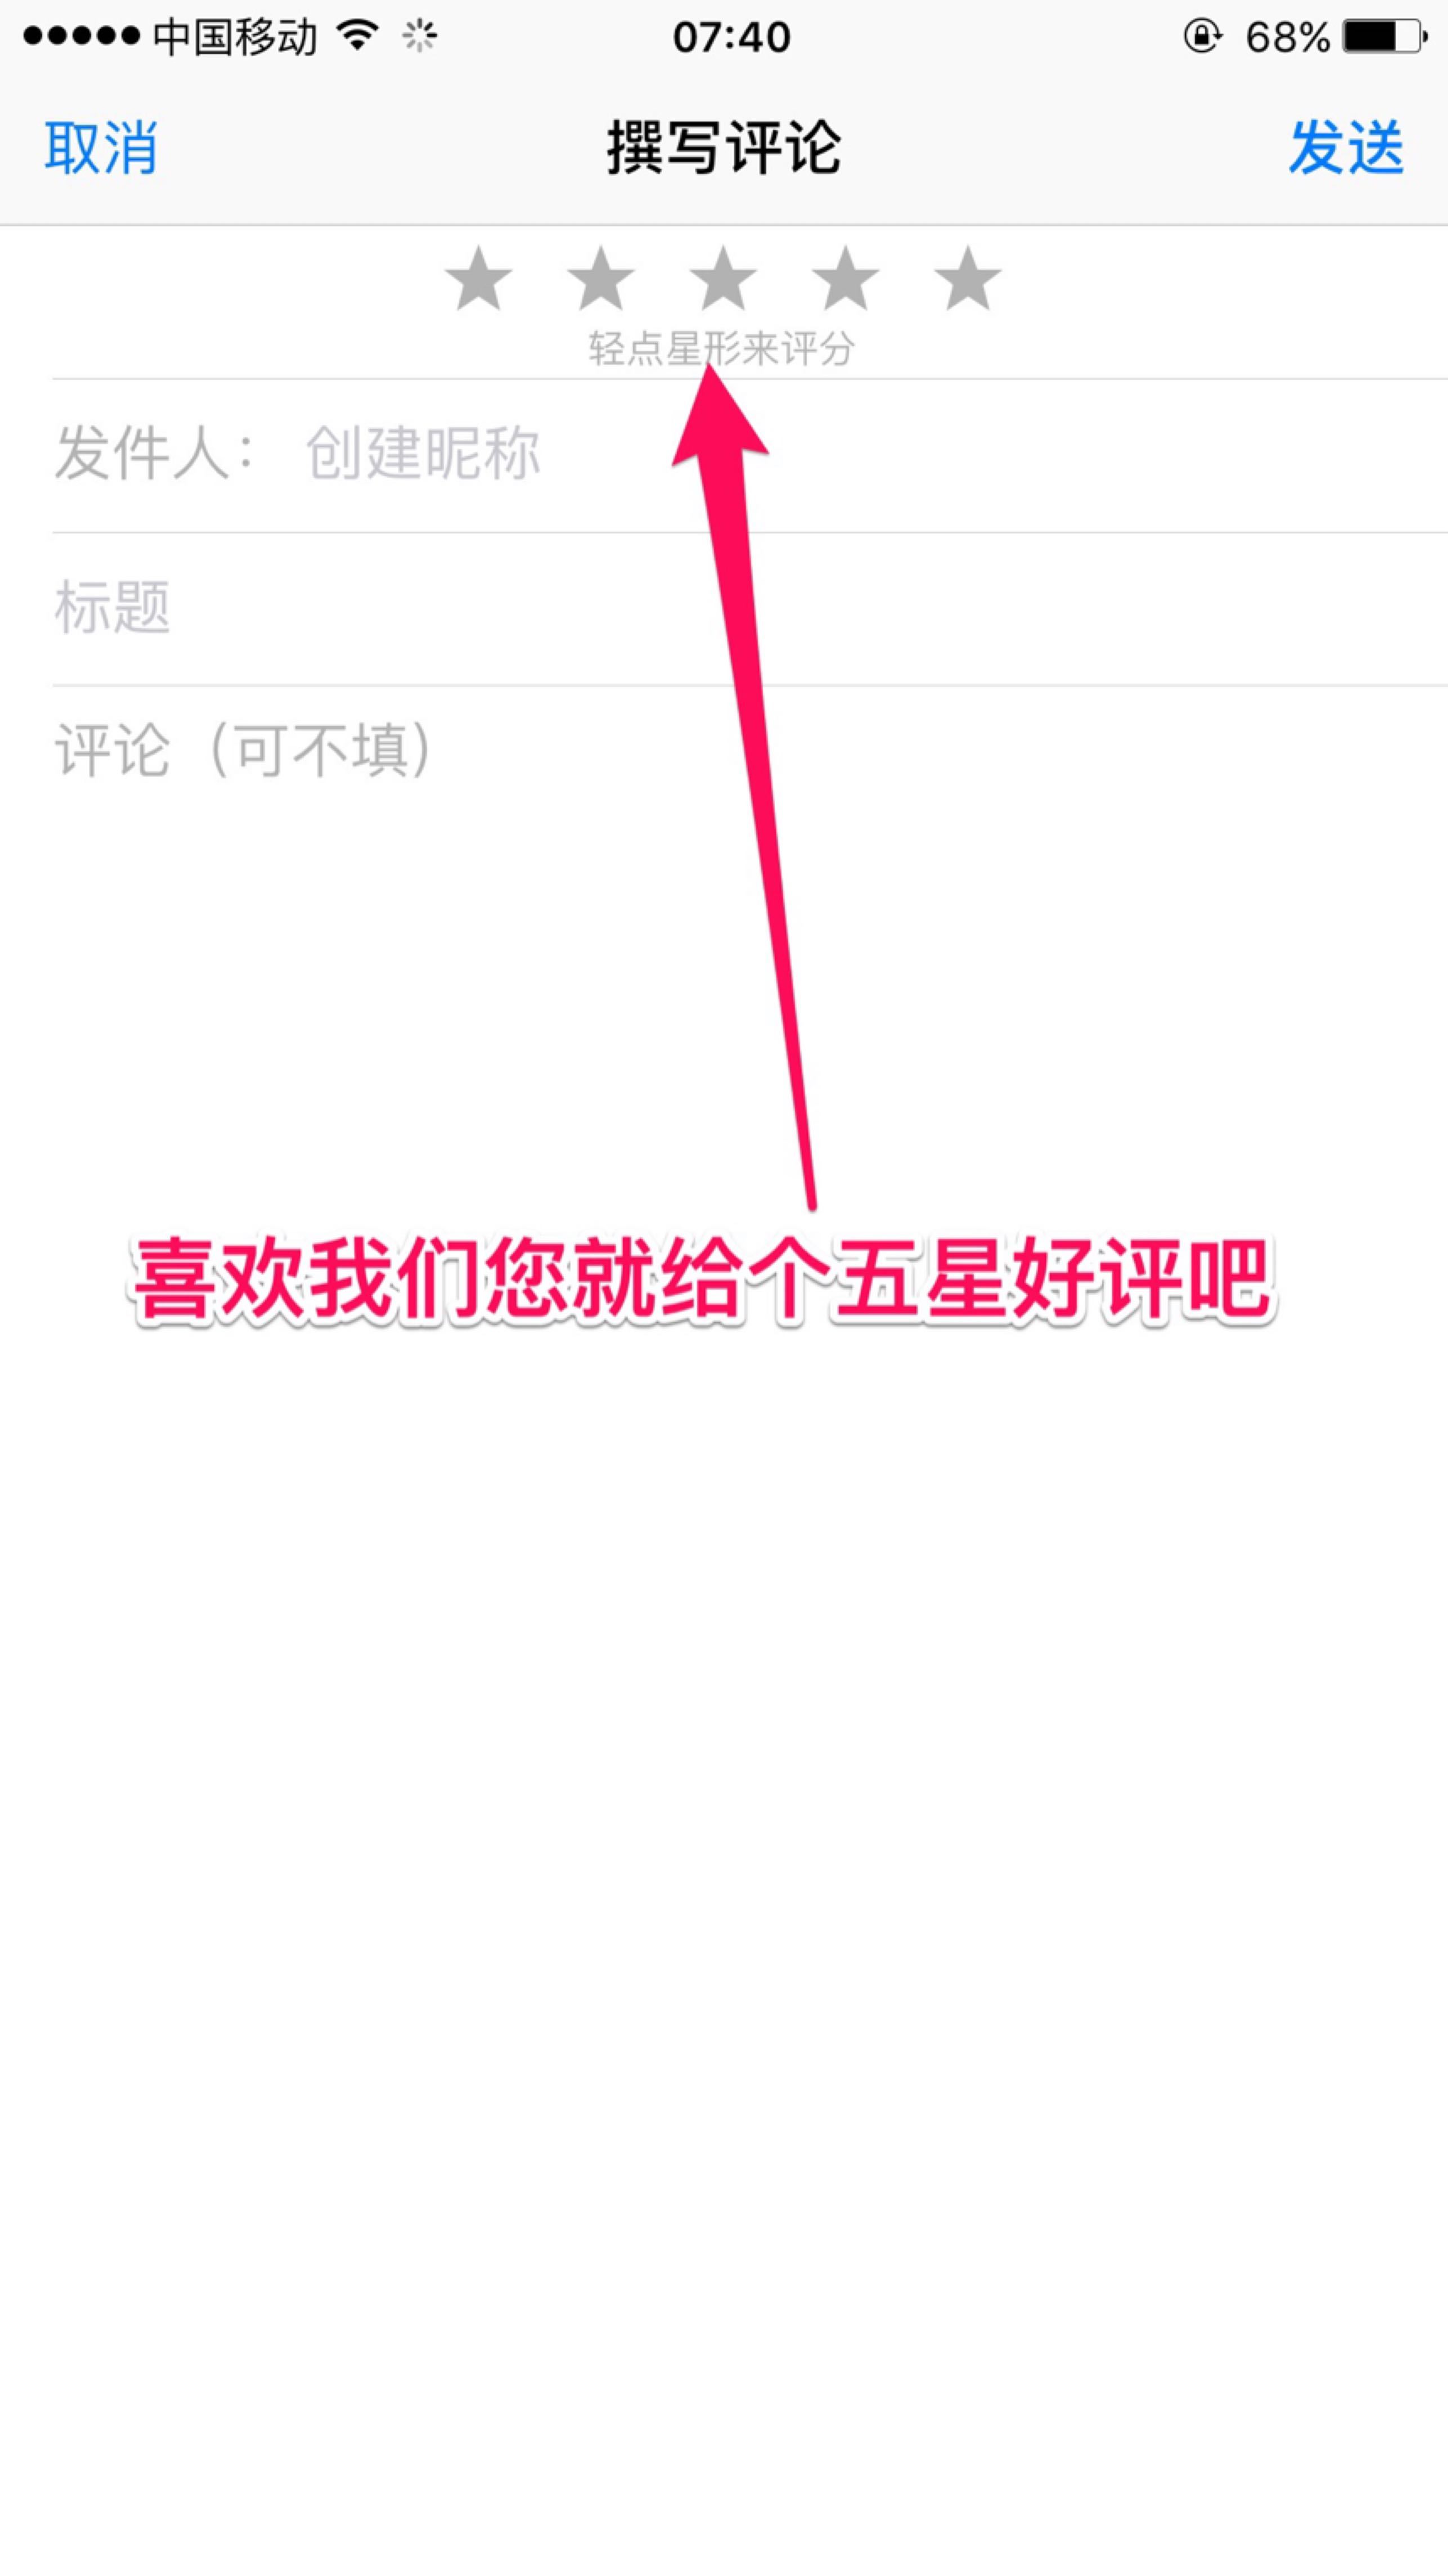 中国移动 07:40 68%
取消 撰写评论 发送
轻点星形来评分
发件人： 创建昵称
标题
评论（可不填）
喜欢我们您就给个五星好评吧